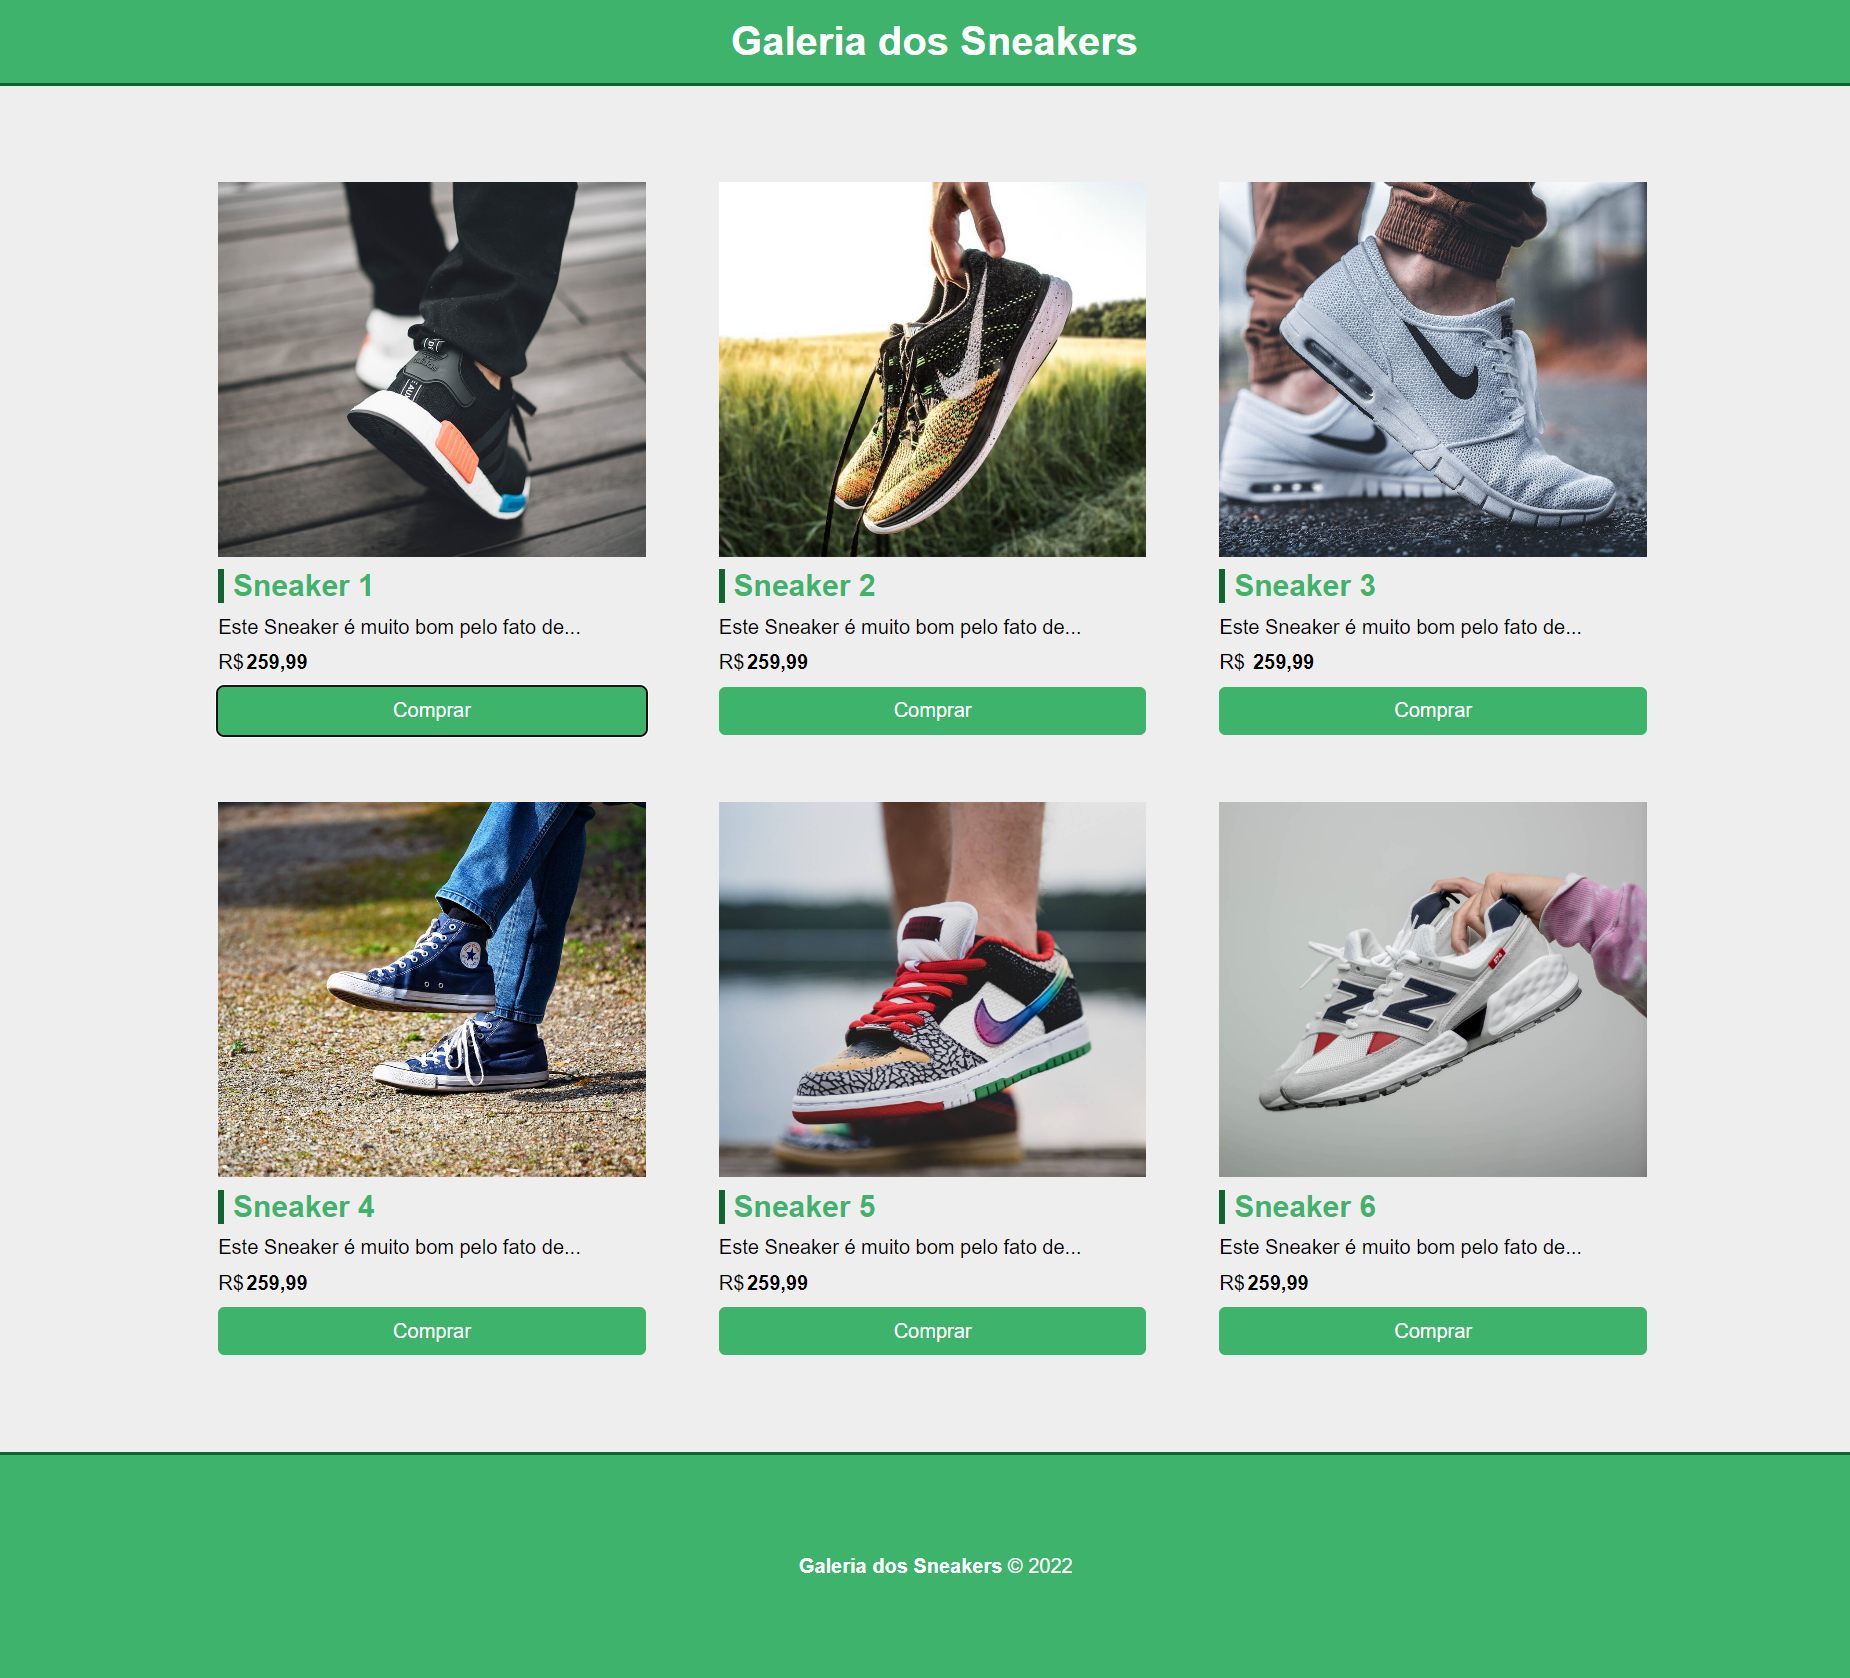 Galeria dos Sneakers
Sneaker 1
Este Sneaker é muito bom pelo fato de...
R$ 259,99
Comprar
Sneaker 2
Este Sneaker é muito bom pelo fato de...
R$ 259,99
Comprar
Sneaker 3
Este Sneaker é muito bom pelo fato de...
R$ 259,99
Comprar
Sneaker 4
Este Sneaker é muito bom pelo fato de...
R$ 259,99
Comprar
Sneaker 5
Este Sneaker é muito bom pelo fato de...
R$ 259,99
Comprar
Sneaker 6
Este Sneaker é muito bom pelo fato de...
R$ 259,99
Comprar
Galeria dos Sneakers © 2022